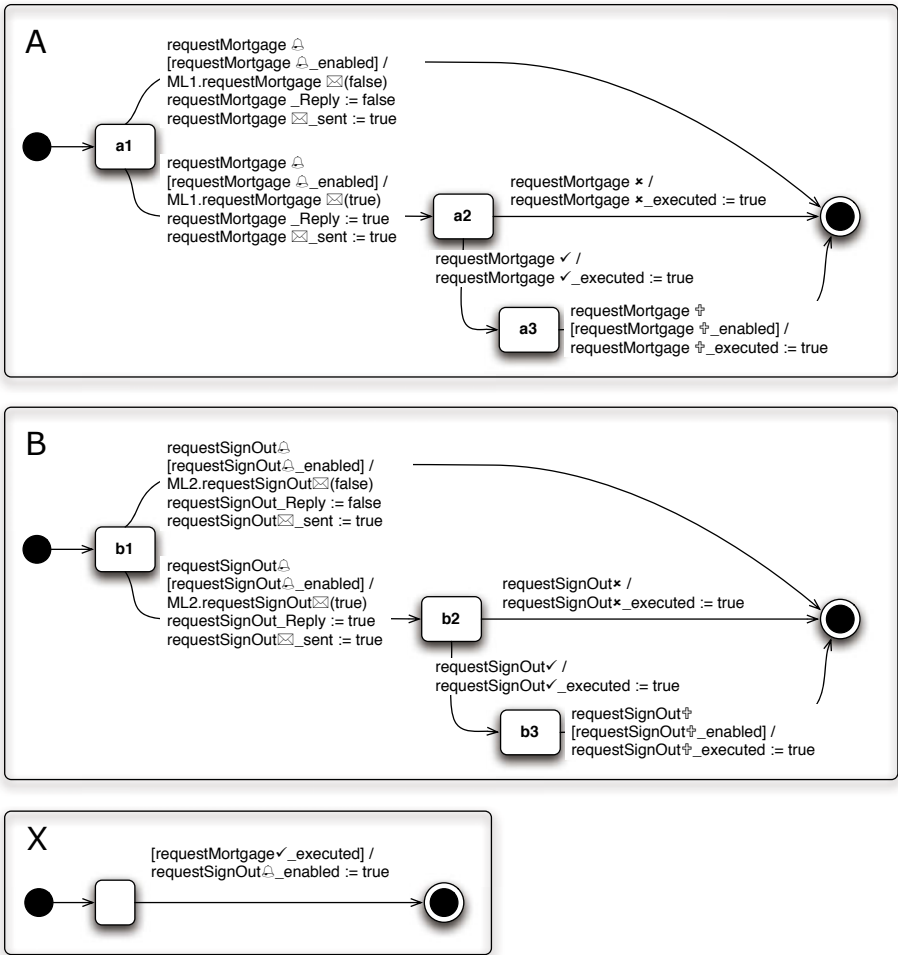 A
requestMortgage 🔔
[requestMortgage 🔔_enabled] /
ML1.requestMortgage ✉(false)
requestMortgage _Reply := false
requestMortgage ✉_sent := true
a1
requestMortgage 🔔
[requestMortgage 🔔_enabled] /
ML1.requestMortgage ✉(true)
requestMortgage _Reply := true
requestMortgage ✉_sent := true
a2
requestMortgage ✗ /
requestMortgage ✗_executed := true
requestMortgage ✓ /
requestMortgage ✓_executed := true
a3
requestMortgage ✞
[requestMortgage ✞_enabled] /
requestMortgage ✞_executed := true
B
requestSignOut🔔
[requestSignOut🔔_enabled] /
ML2.requestSignOut✉(false)
requestSignOut_Reply := false
requestSignOut✉_sent := true
b1
requestSignOut🔔
[requestSignOut🔔_enabled] /
ML2.requestSignOut✉(true)
requestSignOut_Reply := true
requestSignOut✉_sent := true
b2
requestSignOut✗ /
requestSignOut✗_executed := true
requestSignOut✓ /
requestSignOut✓_executed := true
b3
requestSignOut✞
[requestSignOut✞_enabled] /
requestSignOut✞_executed := true
X
[requestMortgage✓_executed] /
requestSignOut🔔_enabled := true